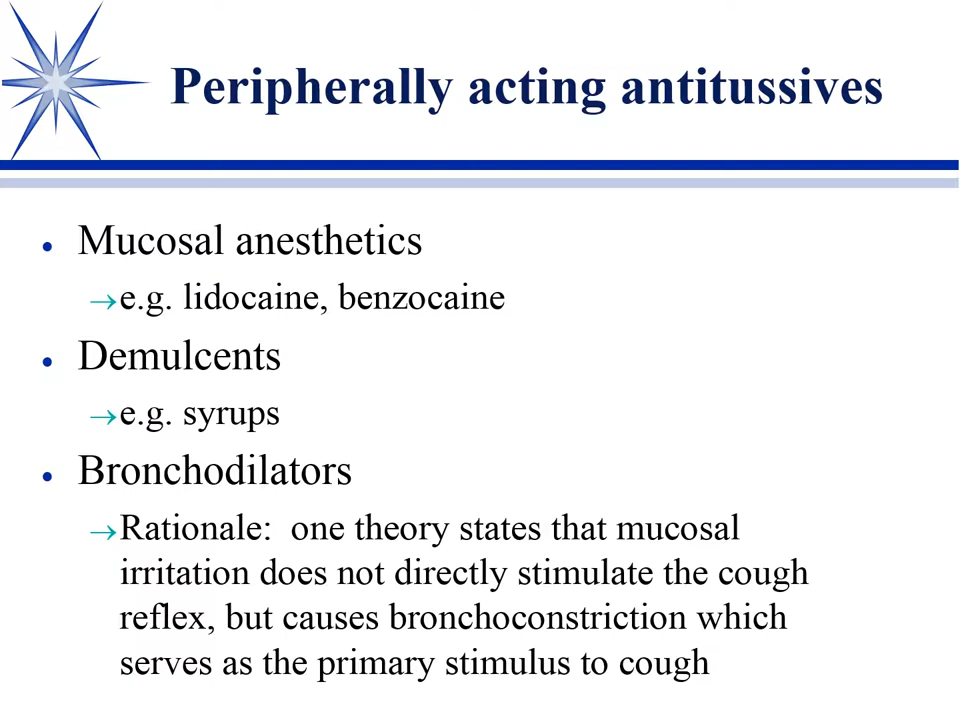 Peripherally acting antitussives
• Mucosal anesthetics
→e.g. lidocaine, benzocaine
• Demulcents
→e.g. syrups
• Bronchodilators
→Rationale:  one theory states that mucosal
irritation does not directly stimulate the cough
reflex, but causes bronchoconstriction which
serves as the primary stimulus to cough